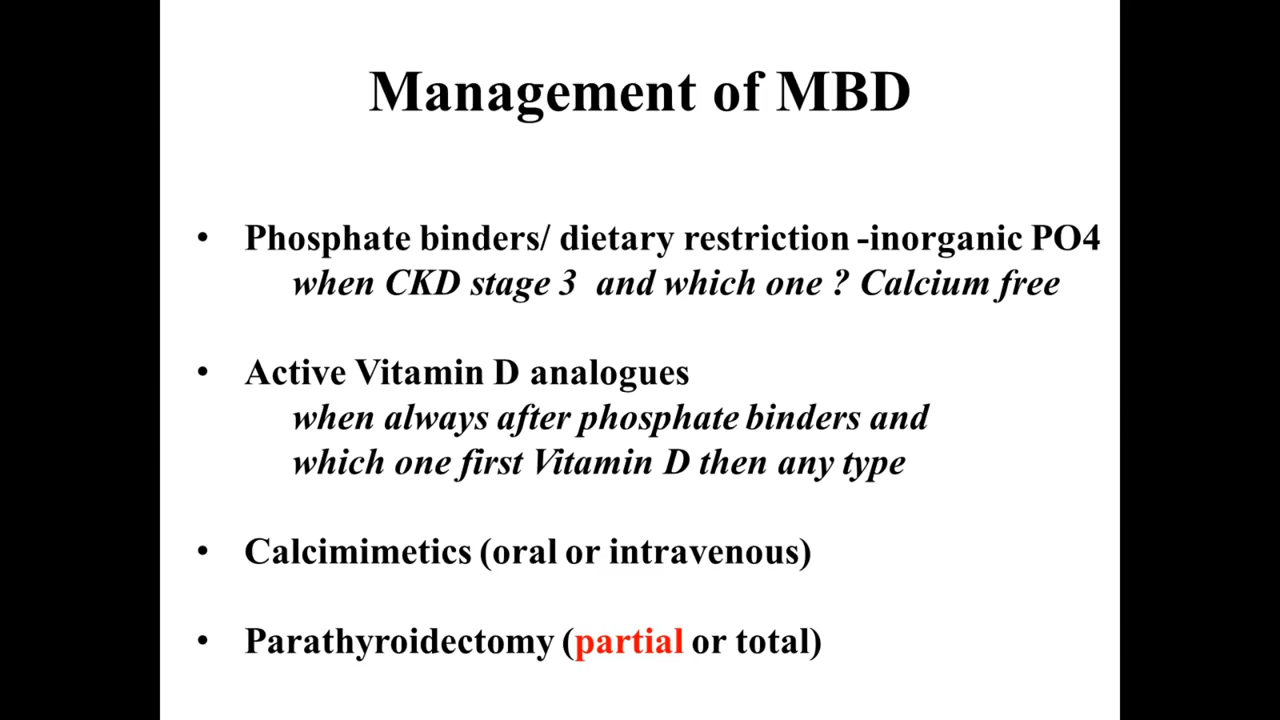 Management of MBD
• Phosphate binders/ dietary restriction -inorganic PO4
when CKD stage 3 and which one ? Calcium free
• Active Vitamin D analogues
when always after phosphate binders and
which one first Vitamin D then any type
• Calcimimetics (oral or intravenous)
• Parathyroidectomy (partial or total)